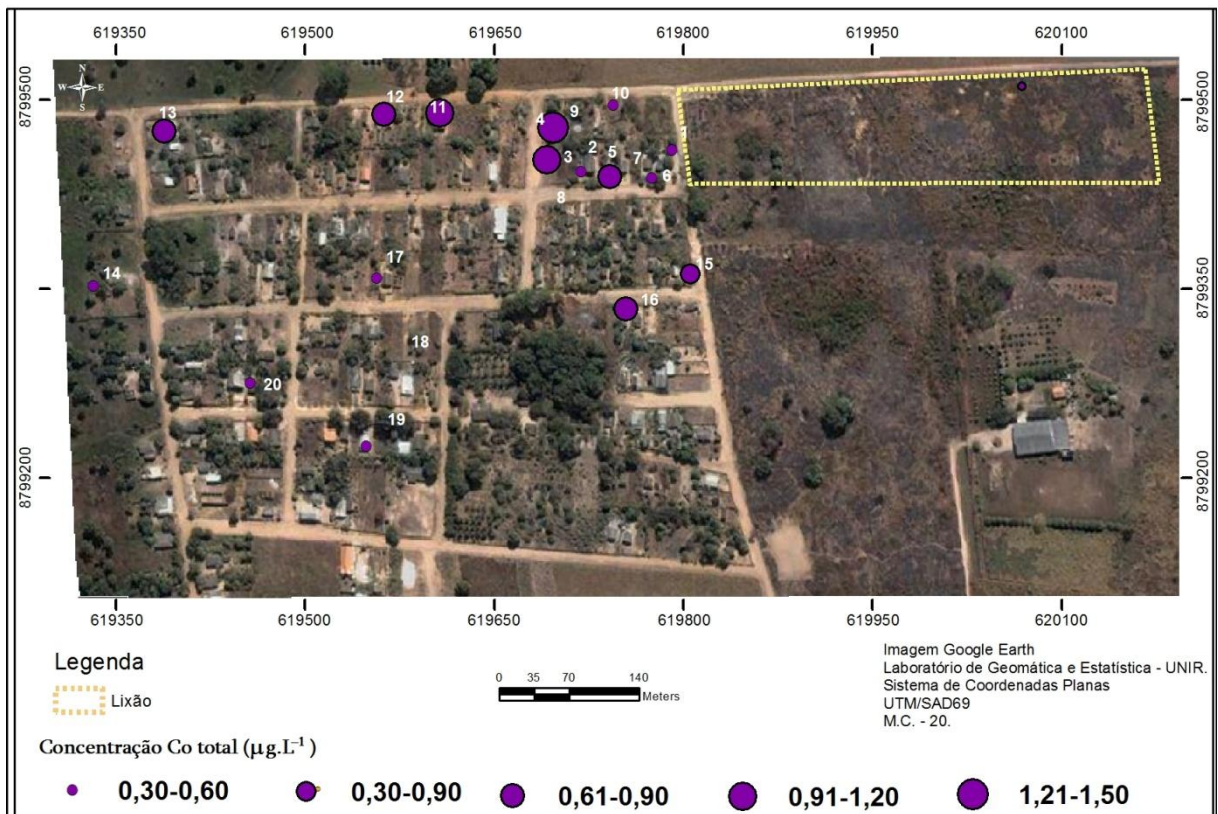 619350 619500 619650 619800 619950 620100
N
W E
S
8799500
8799500
10
12
11
9
13
4
1
3
2
5
7
6
8
17
14
15
8799350
16
18
20
19
8799200
8799200
619350 619500 619650 619800 619950 620100
Legenda
Lixão
0 35 70 140
Meters
Imagem Google Earth
Laboratório de Geomática e Estatística - UNIR.
Sistema de Coordenadas Planas
UTM/SAD69
M.C. - 20.
Concentração Co total (µg.L⁻¹)
0,30-0,60 0,30-0,90 0,61-0,90 0,91-1,20 1,21-1,50